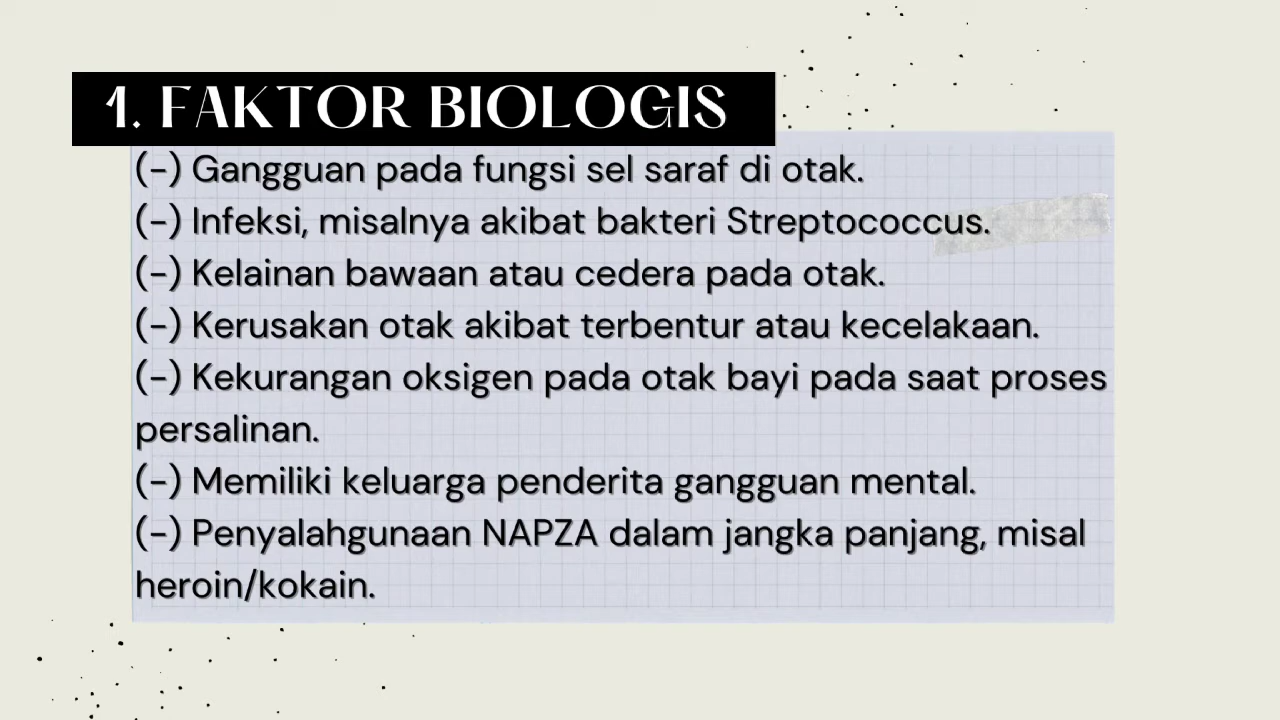 1. FAKTOR BIOLOGIS
(-) Gangguan pada fungsi sel saraf di otak.
(-) Infeksi, misalnya akibat bakteri Streptococcus.
(-) Kelainan bawaan atau cedera pada otak.
(-) Kerusakan otak akibat terbentur atau kecelakaan.
(-) Kekurangan oksigen pada otak bayi pada saat proses
persalinan.
(-) Memiliki keluarga penderita gangguan mental.
(-) Penyalahgunaan NAPZA dalam jangka panjang, misal
heroin/kokain.